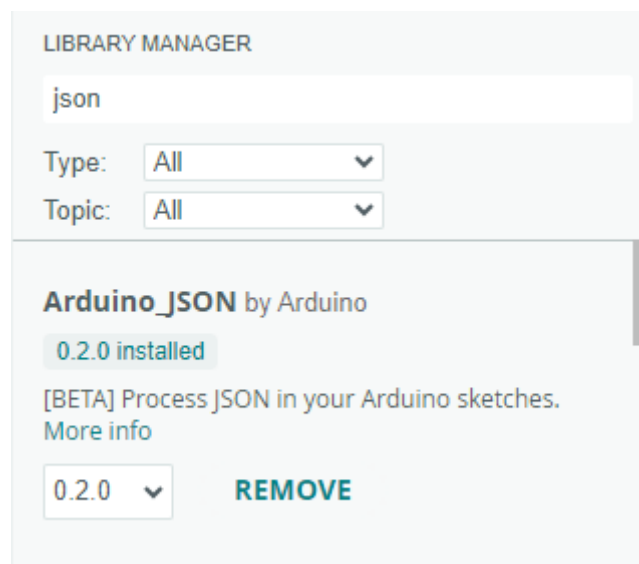 LIBRARY MANAGER
json
Type: All
Topic: All
Arduino_JSON by Arduino
0.2.0 installed
[BETA] Process JSON in your Arduino sketches.
More info
0.2.0 REMOVE